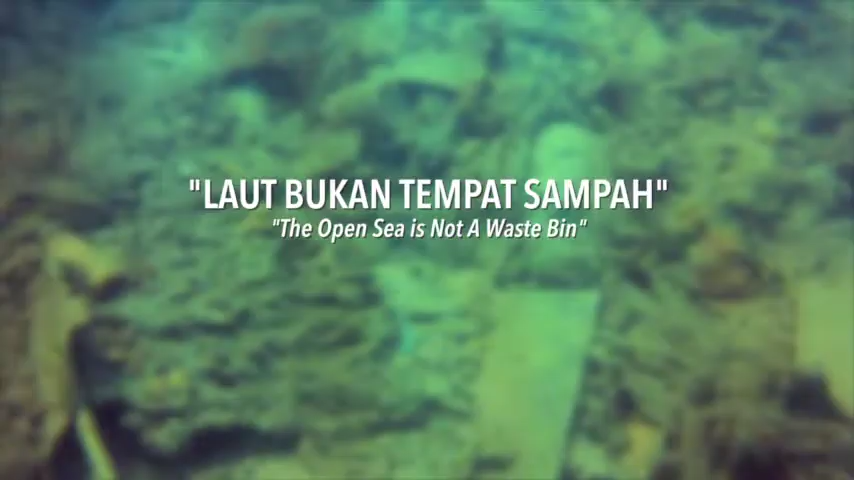 "LAUT BUKAN TEMPAT SAMPAH"
"The Open Sea is Not A Waste Bin"